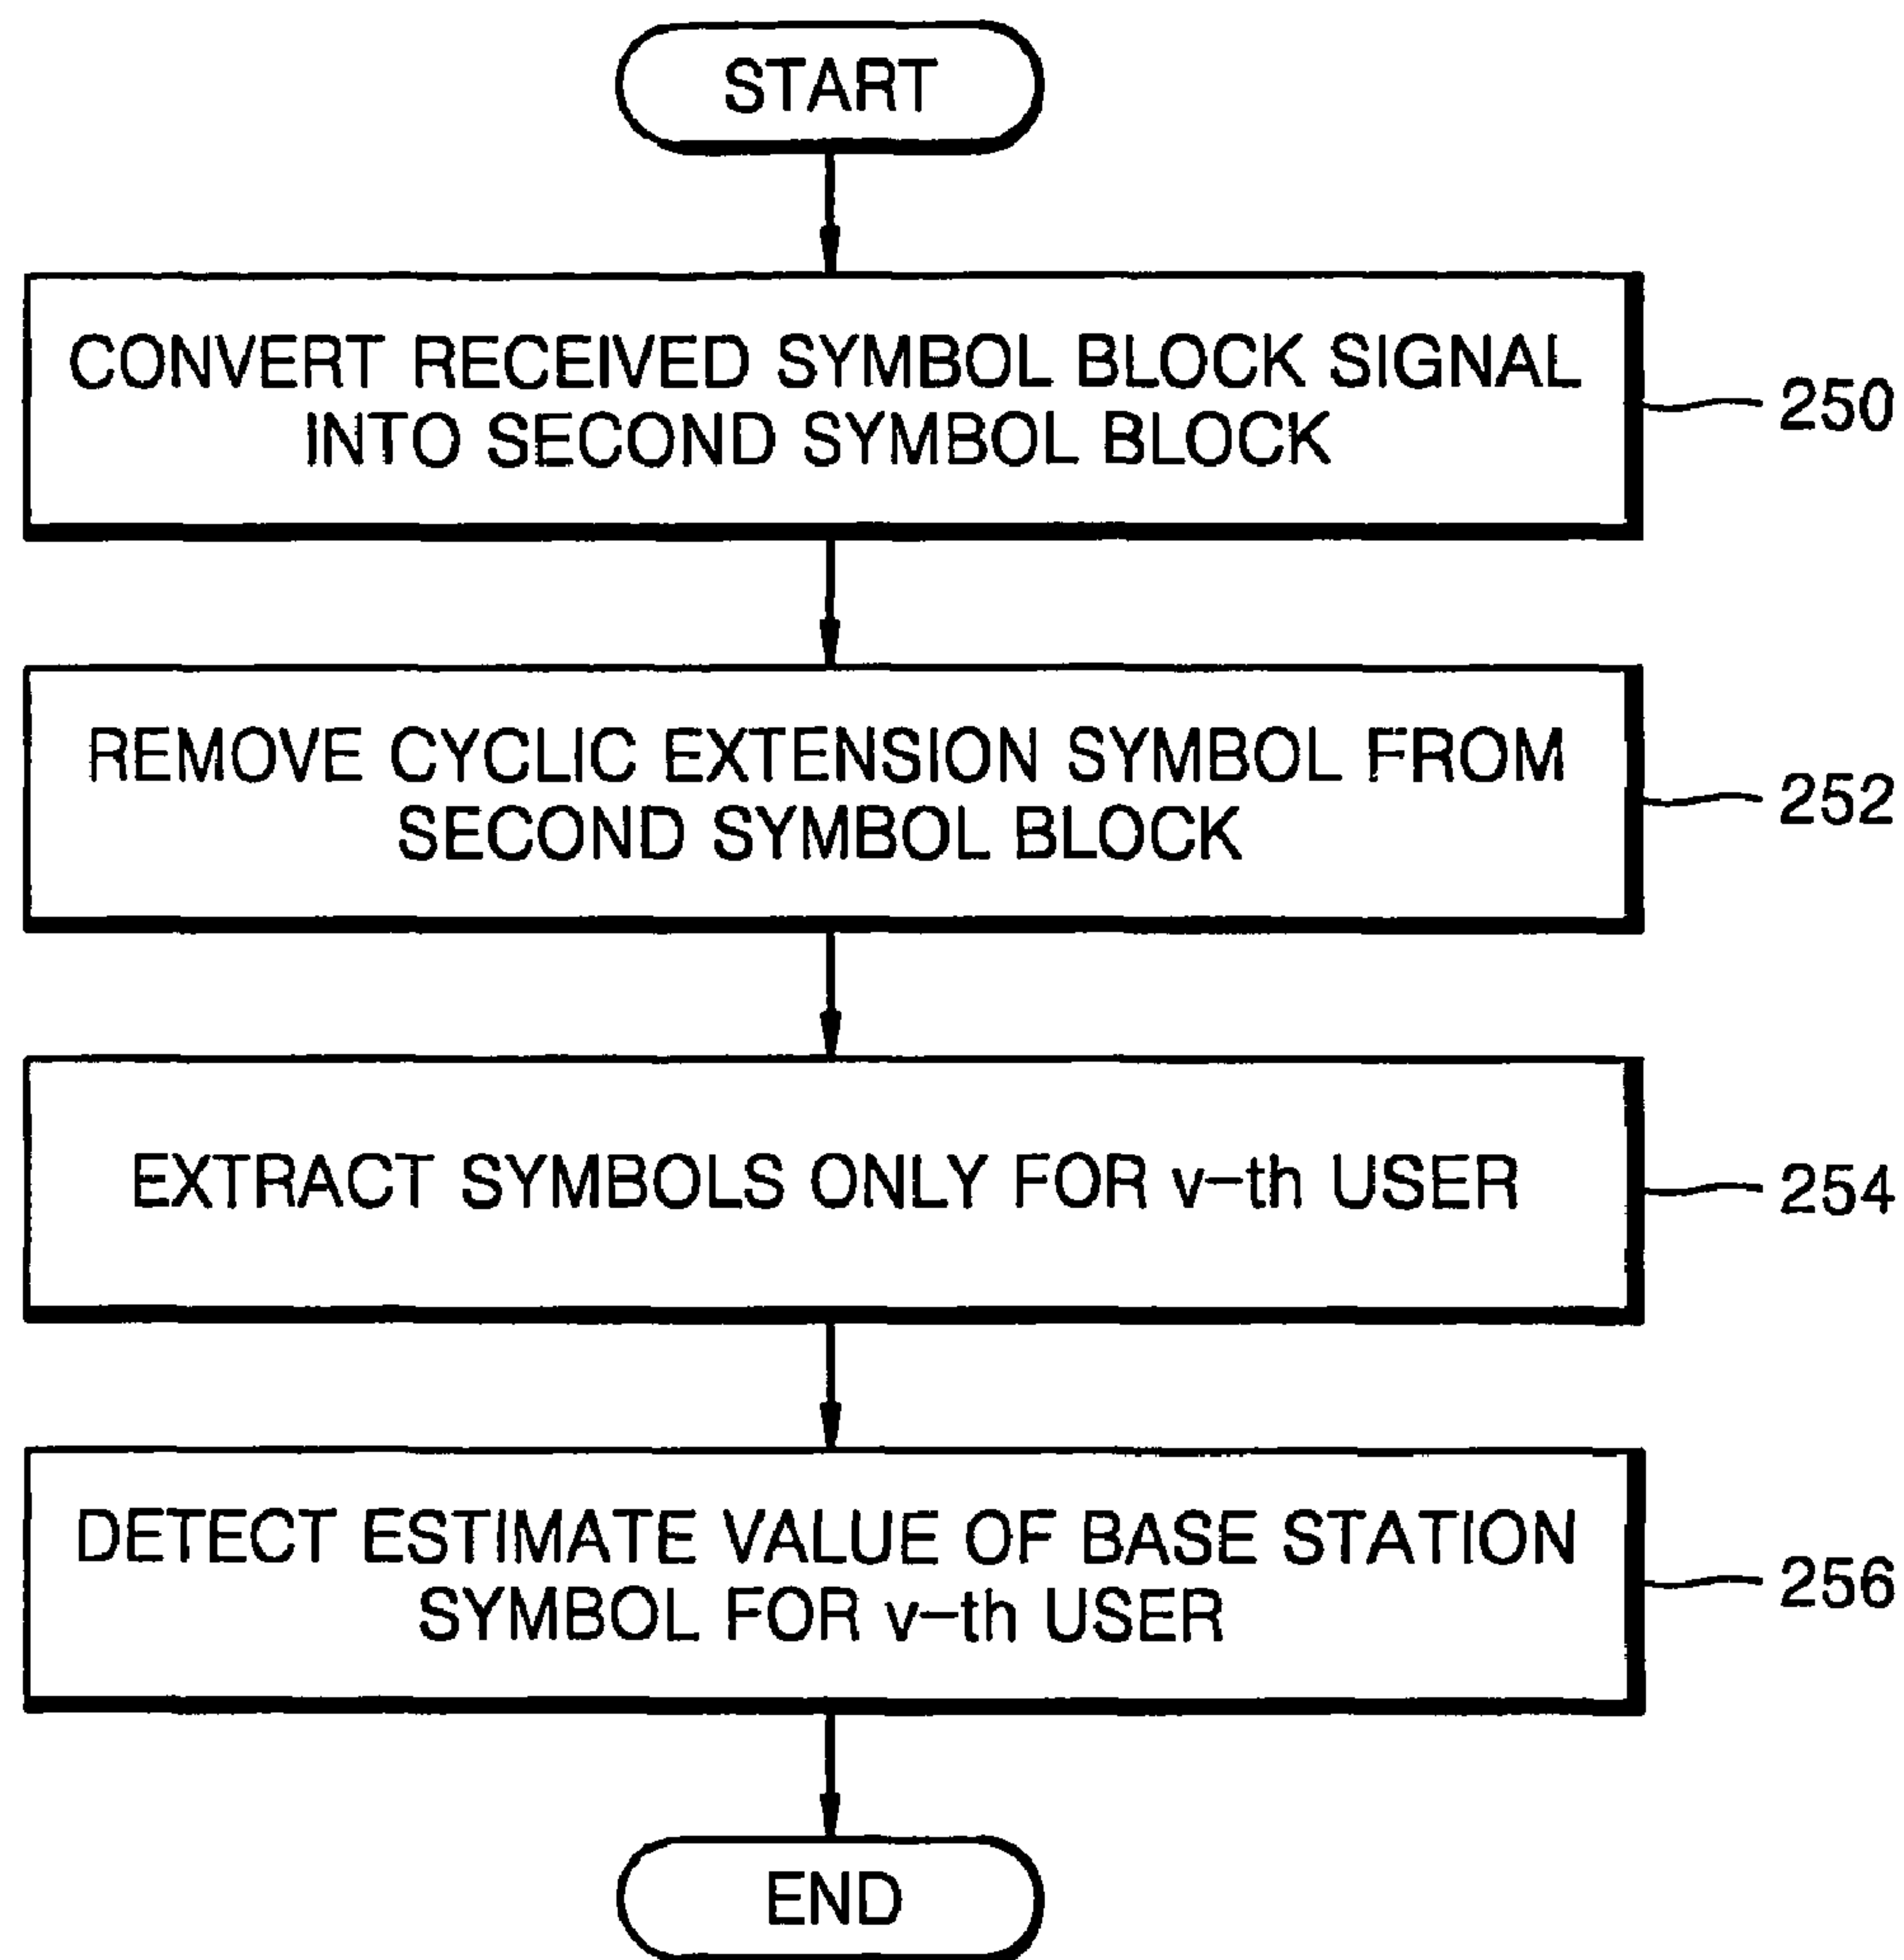 START
CONVERT RECEIVED SYMBOL BLOCK SIGNAL
INTO SECOND SYMBOL BLOCK
250
REMOVE CYCLIC EXTENSION SYMBOL FROM
SECOND SYMBOL BLOCK
252
EXTRACT SYMBOLS ONLY FOR v-th USER
254
DETECT ESTIMATE VALUE OF BASE STATION
SYMBOL FOR v-th USER
256
END